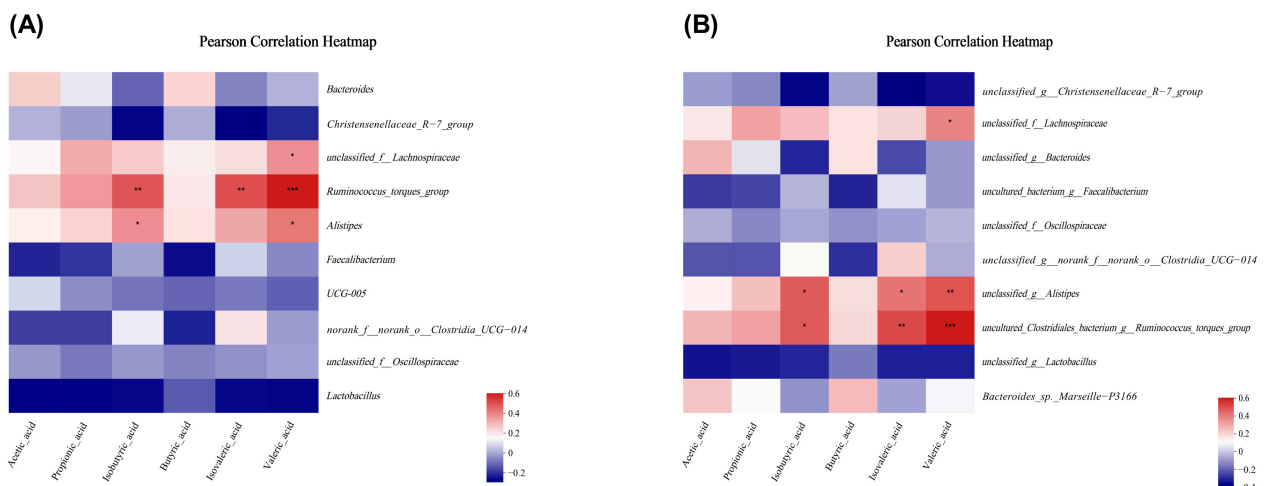 (A)
Pearson Correlation Heatmap
Bacteroides
Christensenellaceae_R−7_group
unclassified_f__Lachnospiraceae
*
Ruminococcus_torques_group
** ** ***
Alistipes
* *
Faecalibacterium
UCG-005
norank_f__norank_o__Clostridia_UCG−014
unclassified_f__Oscillospiraceae
Lactobacillus
Acetic_acid
Propionic_acid
Isobutyric_acid
Butyric_acid
Isovaleric_acid
Valeric_acid
0.6
0.4
0.2
0
−0.2
(B)
Pearson Correlation Heatmap
unclassified_g__Christensenellaceae_R−7_group
unclassified_f__Lachnospiraceae
*
unclassified_g__Bacteroides
uncultured_bacterium_g__Faecalibacterium
unclassified_f__Oscillospiraceae
unclassified_g__norank_f__norank_o__Clostridia_UCG−014
unclassified_g__Alistipes
* * **
uncultured_Clostridiales_bacterium_g__Ruminococcus_torques_group
* ** ***
unclassified_g__Lactobacillus
Bacteroides_sp._Marseille−P3166
Acetic_acid
Propionic_acid
Isobutyric_acid
Butyric_acid
Isovaleric_acid
Valeric_acid
0.6
0.4
0.2
0
−0.2